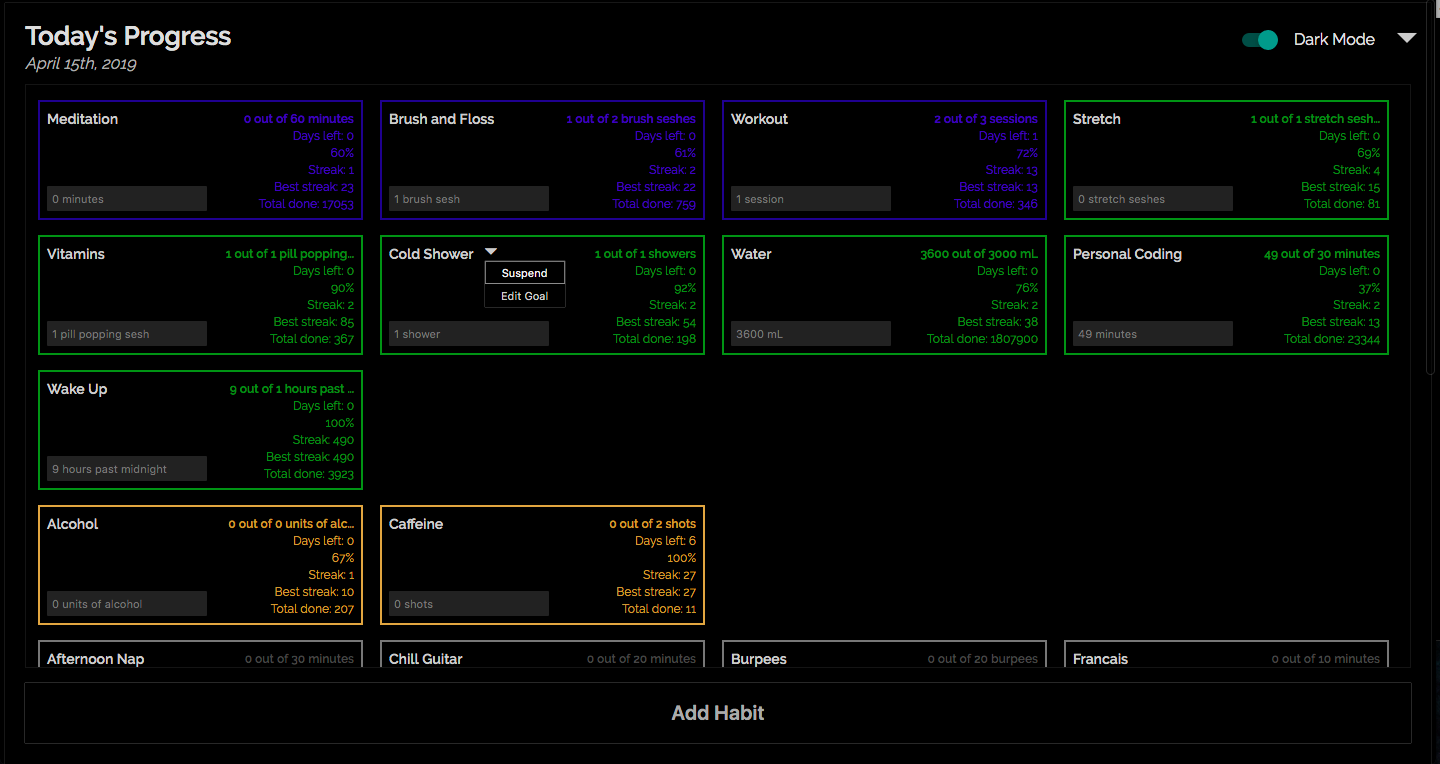 Today's Progress
April 15th, 2019
Dark Mode
Meditation
0 out of 60 minutes
Days left: 0
60%
Streak: 1
Best streak: 23
Total done: 17053
0 minutes
Brush and Floss
1 out of 2 brush seshes
Days left: 0
61%
Streak: 2
Best streak: 22
Total done: 759
1 brush sesh
Workout
2 out of 3 sessions
Days left: 1
72%
Streak: 13
Best streak: 13
Total done: 346
1 session
Stretch
1 out of 1 stretch sesh...
Days left: 0
69%
Streak: 4
Best streak: 15
Total done: 81
0 stretch seshes
Vitamins
1 out of 1 pill popping...
Days left: 0
90%
Streak: 2
Best streak: 85
Total done: 367
1 pill popping sesh
Cold Shower
Suspend
Edit Goal
1 out of 1 showers
Days left: 0
92%
Streak: 2
Best streak: 54
Total done: 198
1 shower
Water
3600 out of 3000 mL
Days left: 0
76%
Streak: 2
Best streak: 38
Total done: 1807900
3600 mL
Personal Coding
49 out of 30 minutes
Days left: 0
37%
Streak: 2
Best streak: 13
Total done: 23344
49 minutes
Wake Up
9 out of 1 hours past ...
Days left: 0
100%
Streak: 490
Best streak: 490
Total done: 3923
9 hours past midnight
Alcohol
0 out of 0 units of alc...
Days left: 0
67%
Streak: 1
Best streak: 10
Total done: 207
0 units of alcohol
Caffeine
0 out of 2 shots
Days left: 6
100%
Streak: 27
Best streak: 27
Total done: 11
0 shots
Afternoon Nap
0 out of 30 minutes
Chill Guitar
0 out of 20 minutes
Burpees
0 out of 20 burpees
Francais
0 out of 10 minutes
Add Habit